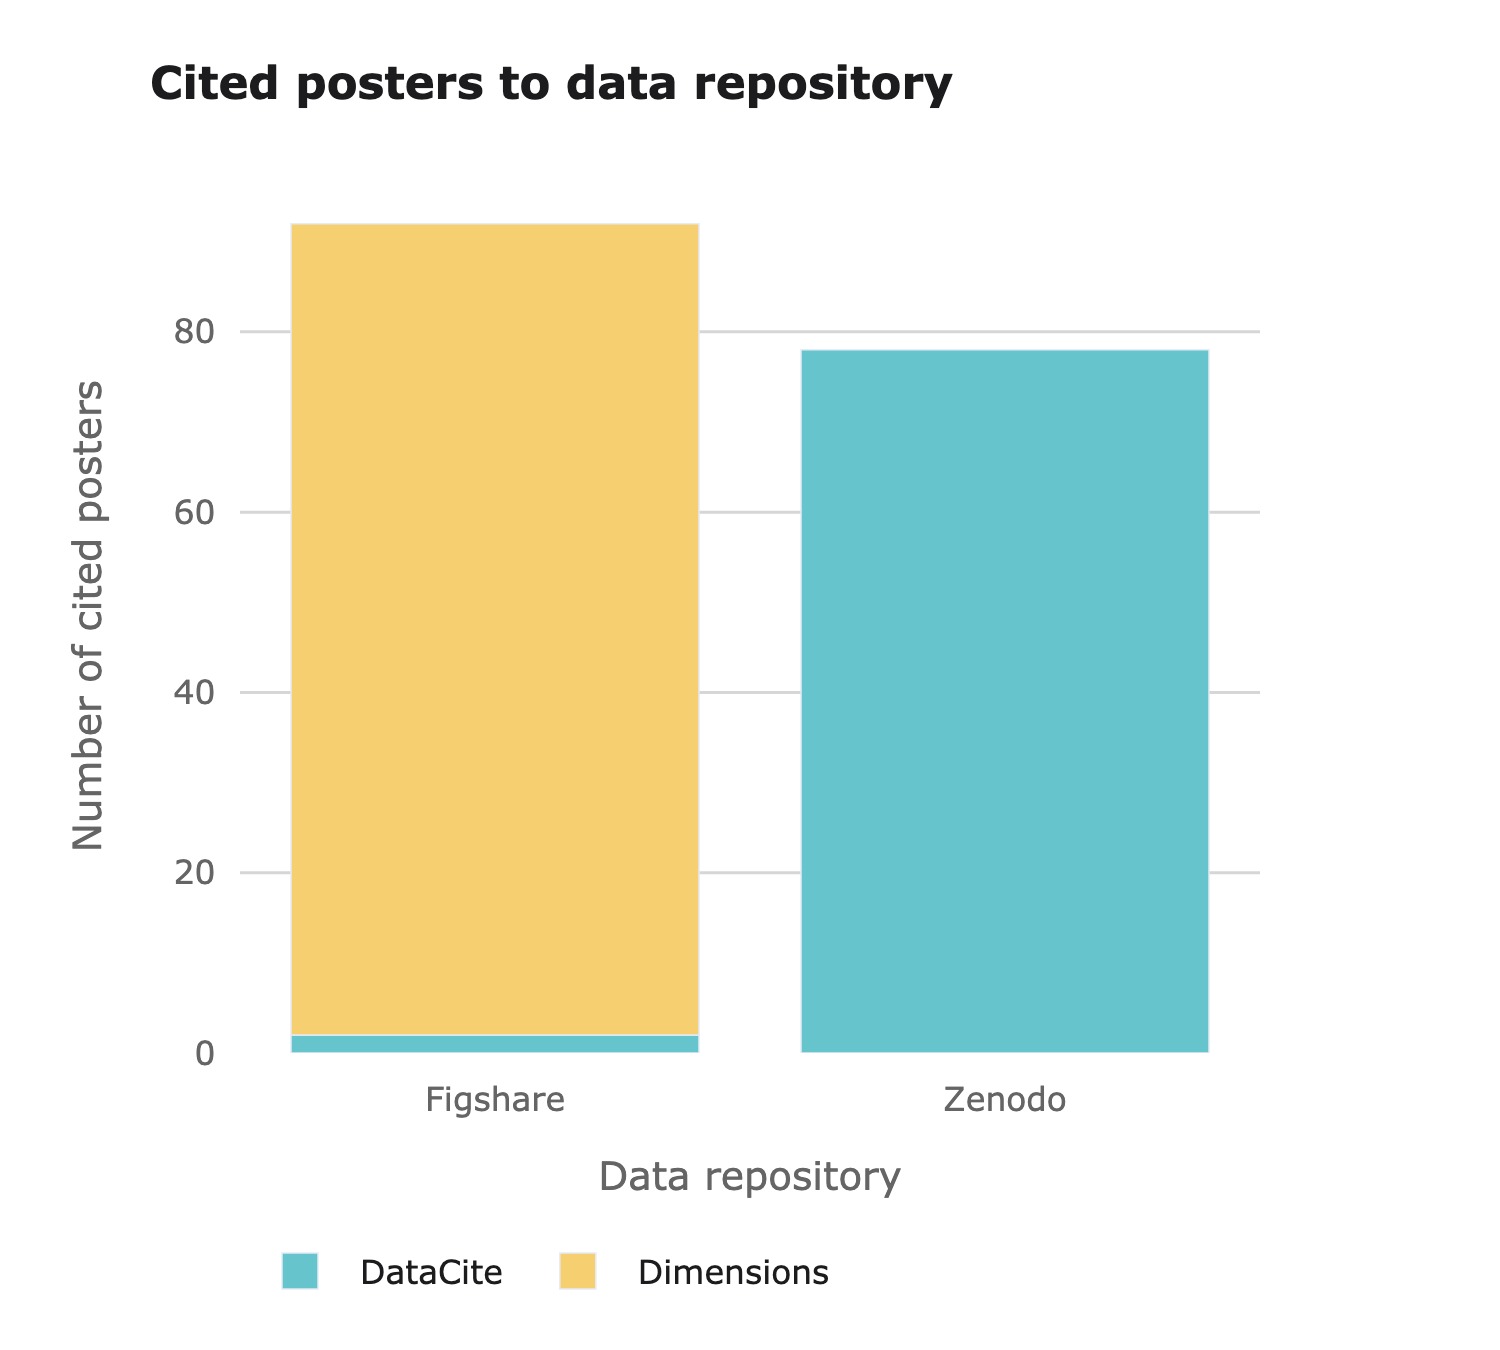 Cited posters to data repository
Number of cited posters
80
60
40
20
0
Figshare Zenodo
Data repository
DataCite Dimensions